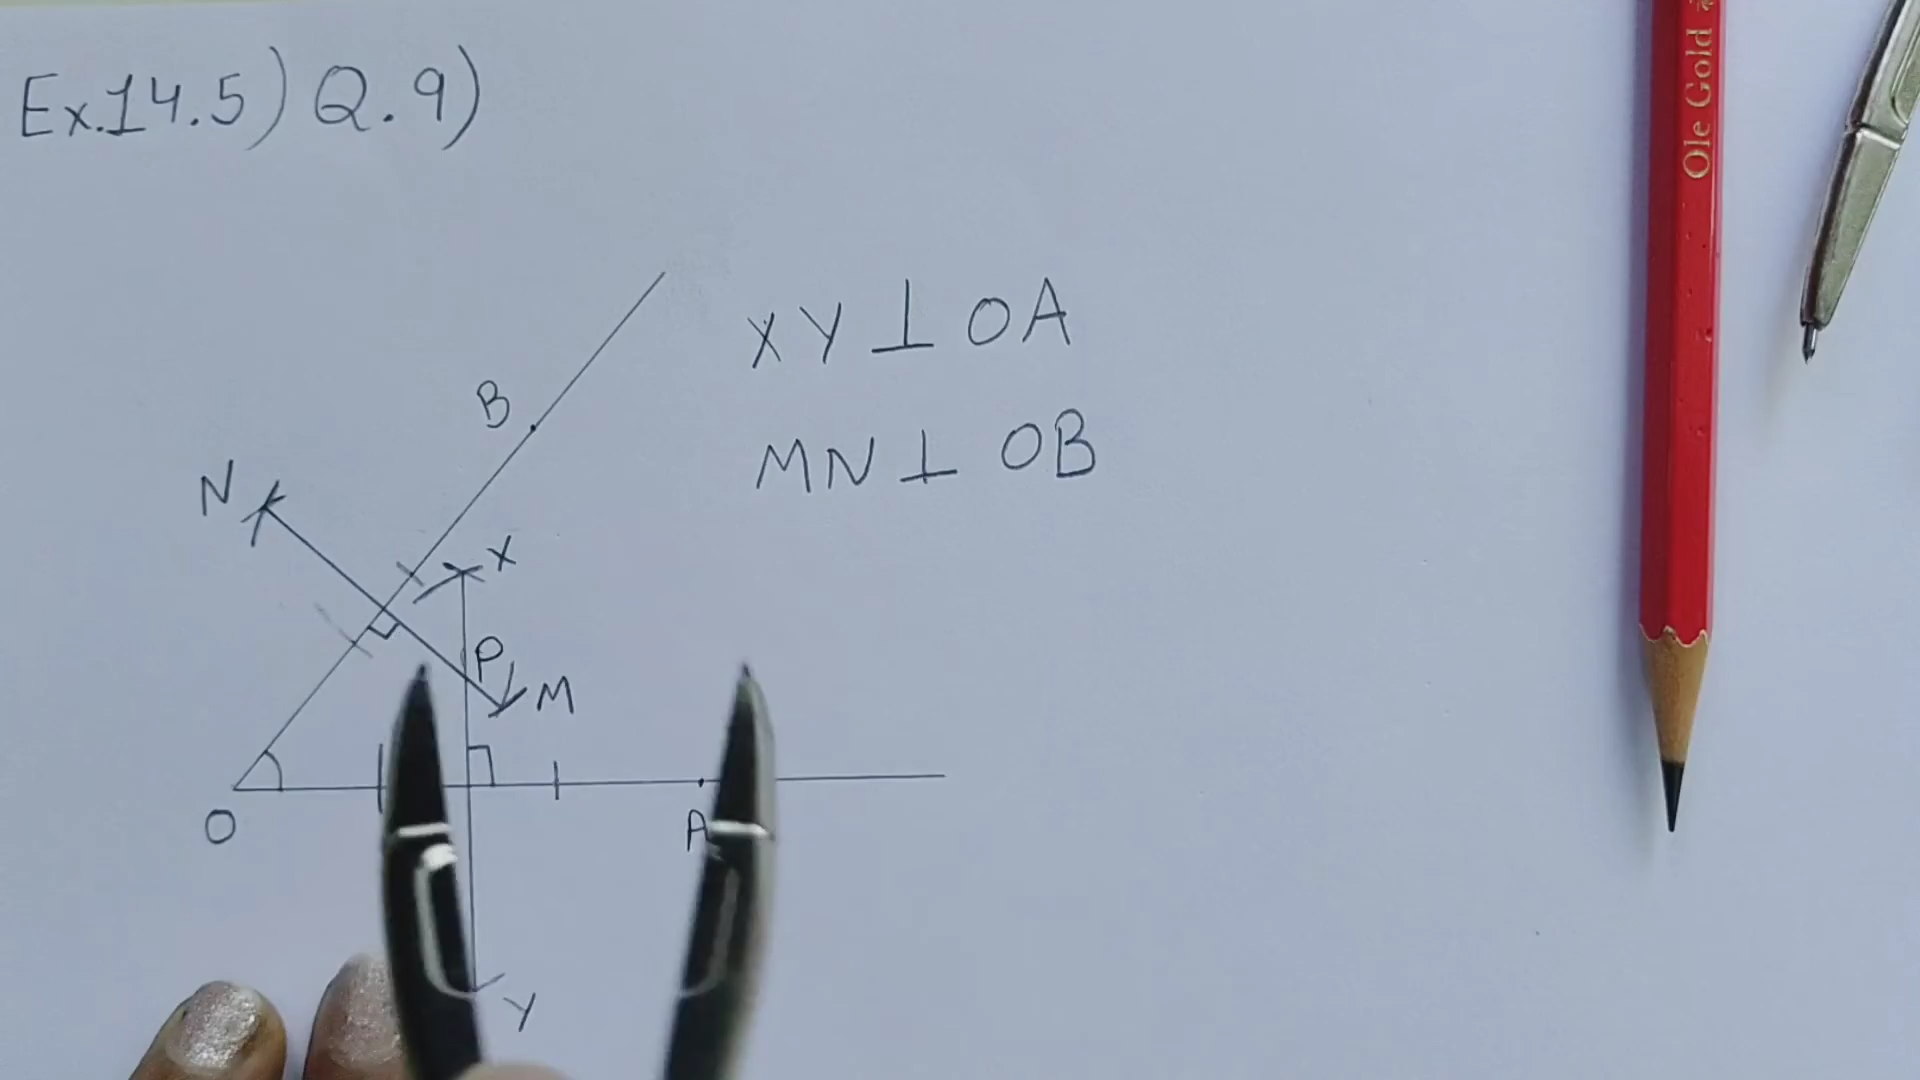 Ex.14.5) Q.9)
XY ⊥ OA
MN ⊥ OB
B
N
X
P
M
O
A
Y
Ole Gold